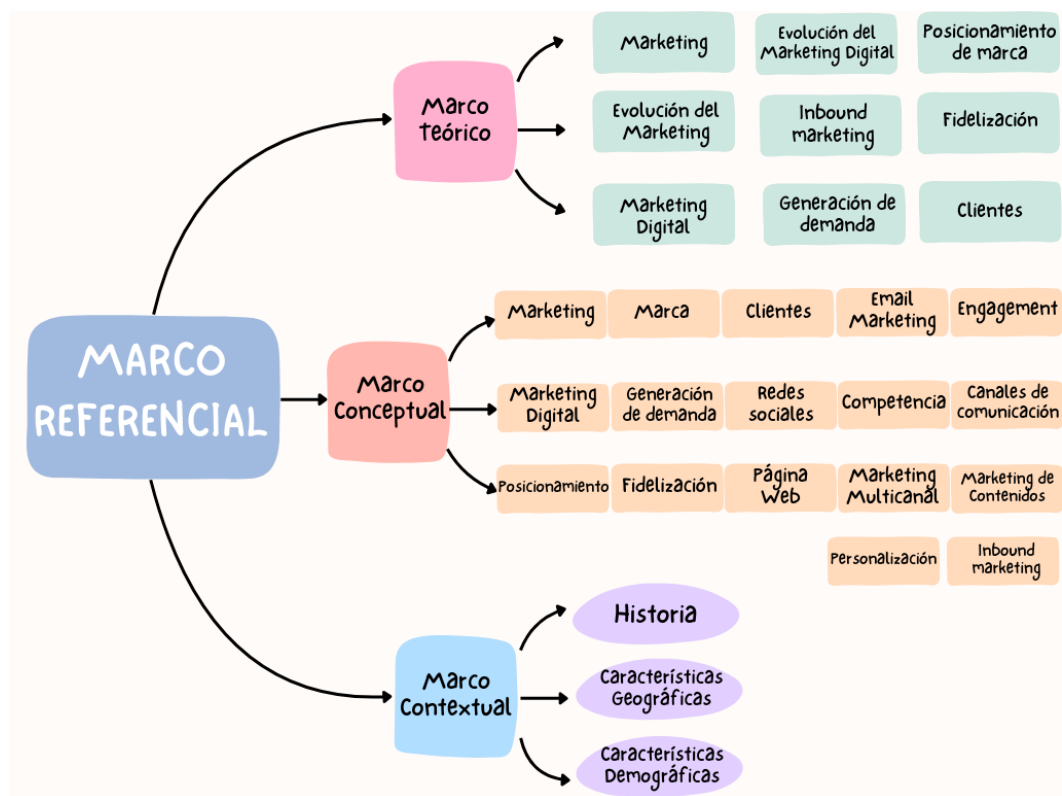 MARCO
REFERENCIAL
Marco
Teórico
Marketing
Evolución del
Marketing Digital
Posicionamiento
de marca
Evolución del
Marketing
Inbound
marketing
Fidelización
Marketing
Digital
Generación de
demanda
Clientes
Marco
Conceptual
Marketing
Marca
Clientes
Email
Marketing
Engagement
Marketing
Digital
Generación
de demanda
Redes
sociales
Competencia
Canales de
comunicación
Posicionamiento
Fidelización
Página
Web
Marketing
Multicanal
Marketing de
Contenidos
Personalización
Inbound
marketing
Marco
Contextual
Historia
Características
Geográficas
Características
Demográficas